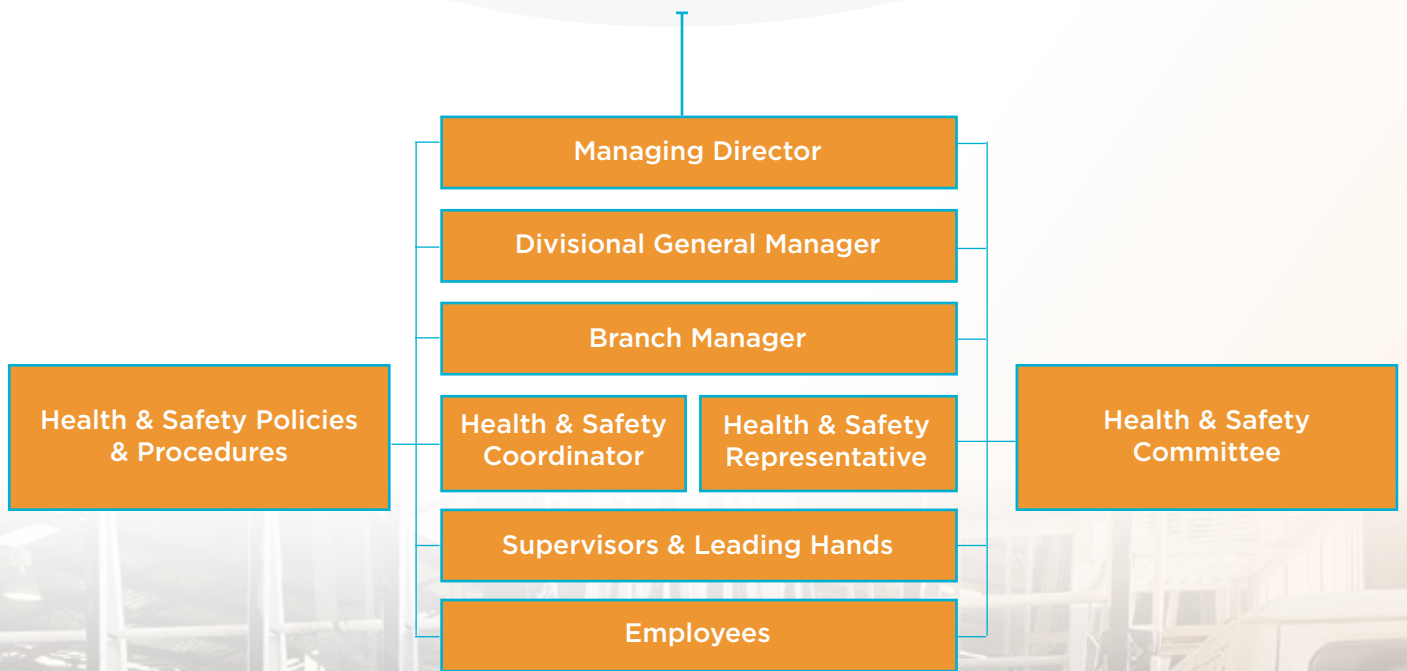 Managing Director
Divisional General Manager
Branch Manager
Health & Safety Policies
& Procedures
Health & Safety
Coordinator
Health & Safety
Representative
Health & Safety
Committee
Supervisors & Leading Hands
Employees